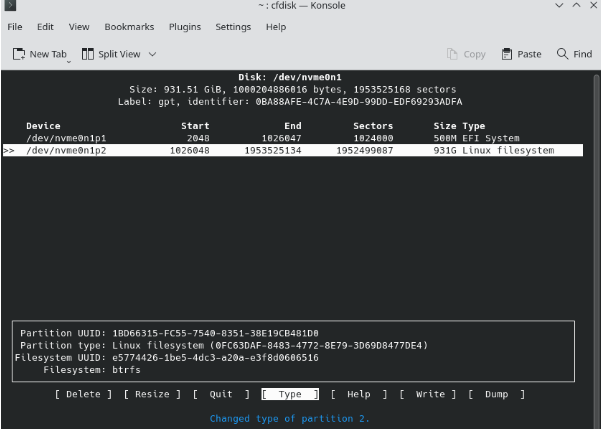 ~ : cfdisk — Konsole
File Edit View Bookmarks Plugins Settings Help
New Tab Split View Copy Paste Find
Disk: /dev/nvme0n1
Size: 931.51 GiB, 1000204886016 bytes, 1953525168 sectors
Label: gpt, identifier: 0BA88AFE-4C7A-4E9D-99DD-EDF69293ADFA
Device Start End Sectors Size Type
/dev/nvme0n1p1 2048 1026047 1024000 500M EFI System
>> /dev/nvme0n1p2 1026048 1953525134 1952499087 931G Linux filesystem
Partition UUID: 1BD66315-FC55-7540-8351-38E19CB481D0
Partition type: Linux filesystem (0FC63DAF-8483-4772-8E79-3D69D8477DE4)
Filesystem UUID: e5774426-1be5-4dc3-a20a-e3f8d0606516
Filesystem: btrfs
[ Delete ] [ Resize ] [ Quit ] [ Type ] [ Help ] [ Write ] [ Dump ]
Changed type of partition 2.